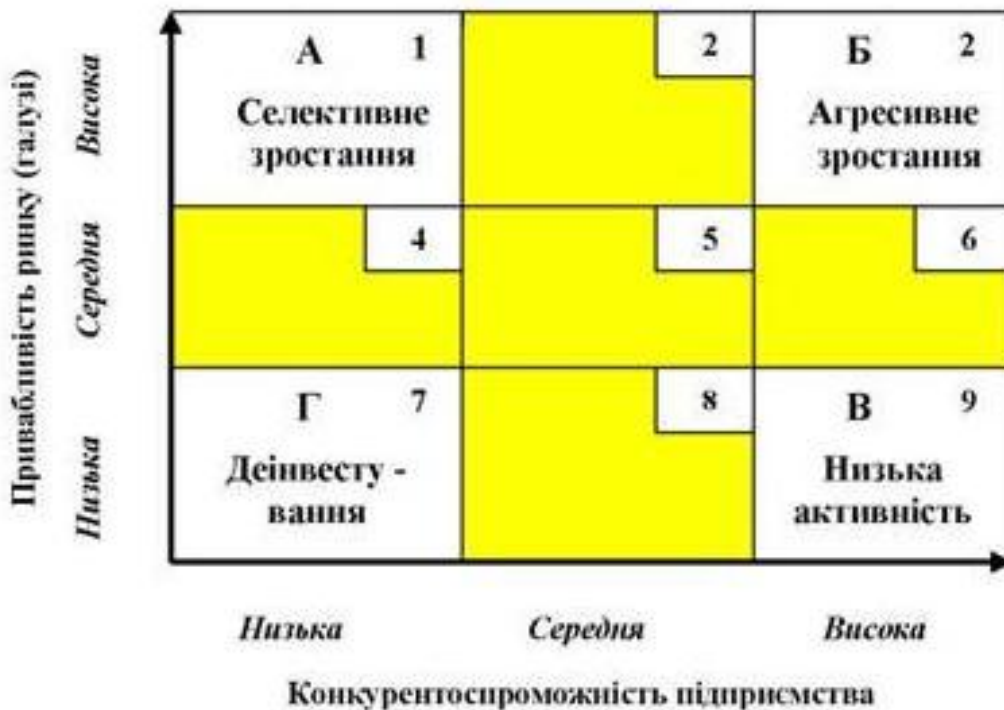 Привабливість ринку (галузі)
Висока
Середня
Низька
А 1
Селективне
зростання
2
Б 2
Агресивне
зростання
4
5
6
Г 7
Деінвесту -
вання
8
В 9
Низька
активність
Низька
Середня
Висока
Конкурентоспроможність підприємства